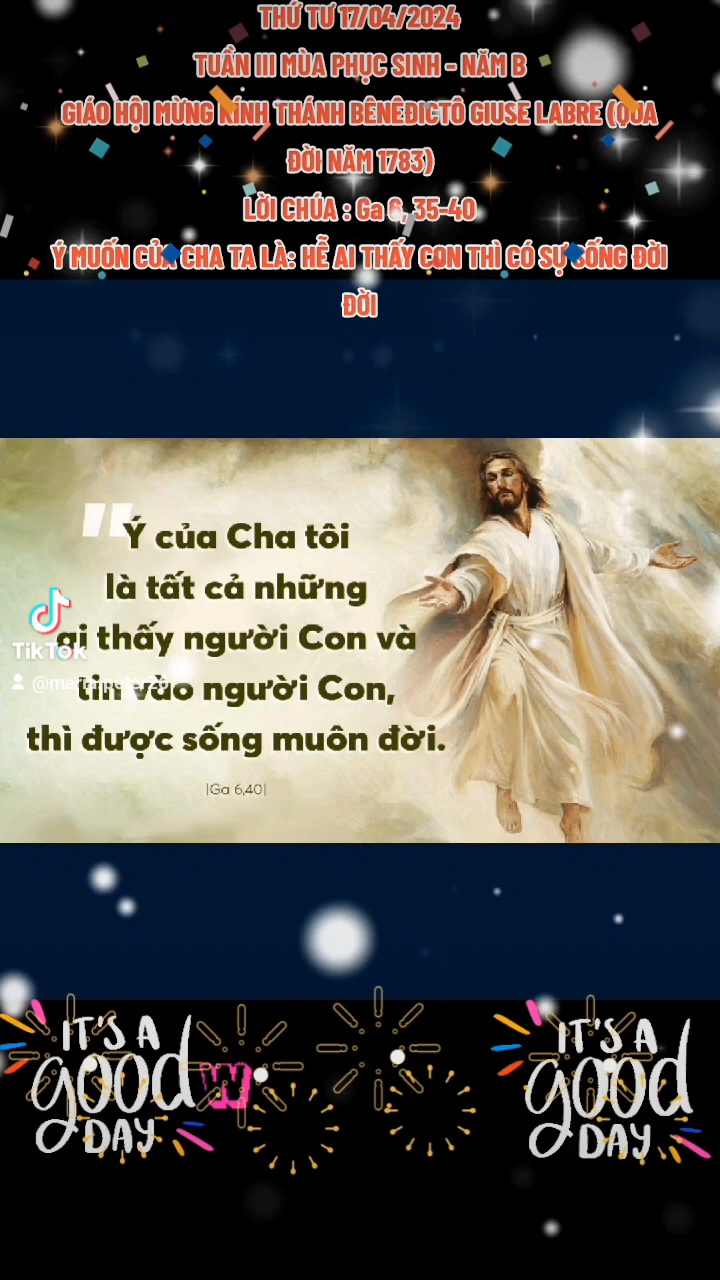 THỨ TƯ 17/04/2024
TUẦN III MÙA PHỤC SINH - NĂM B
GIÁO HỘI MỪNG KÍNH THÁNH BÊNÊĐICTÔ GIUSE LABRE (QUA
ĐỜI NĂM 1783)
LỜI CHÚA : Ga 6, 35-40
Ý MUỐN CỦA CHA TA LÀ: HỄ AI THẤY CON THÌ CÓ SỰ SỐNG ĐỜI
ĐỜI
"Ý của Cha tôi
là tất cả những
ai thấy người Con và
tin vào người Con,
thì được sống muôn đời.
|Ga 6,40|
TikTok
IT'S A
good
DAY
W
IT'S A
good
DAY